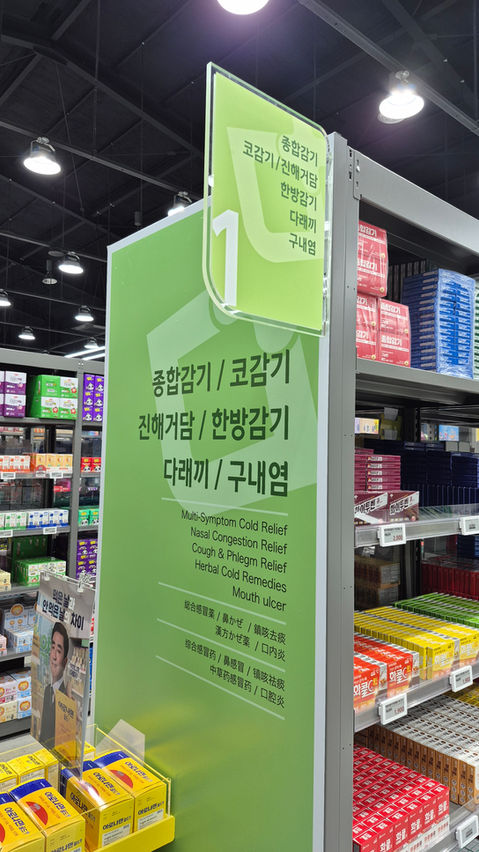 종합감기
코감기/진해거담
한방감기
다래끼
구내염
1
종합감기 / 코감기
진해거담 / 한방감기
다래끼 / 구내염
Multi-Symptom Cold Relief
Nasal Congestion Relief
Cough & Phlegm Relief
Herbal Cold Remedies
Mouth ulcer
総合感冒薬 / 鼻かぜ / 鎮咳去痰
漢方かぜ薬 / 口内炎
综合感冒药 / 鼻感冒 / 镇咳祛痰
中草药感冒药 / 口腔炎